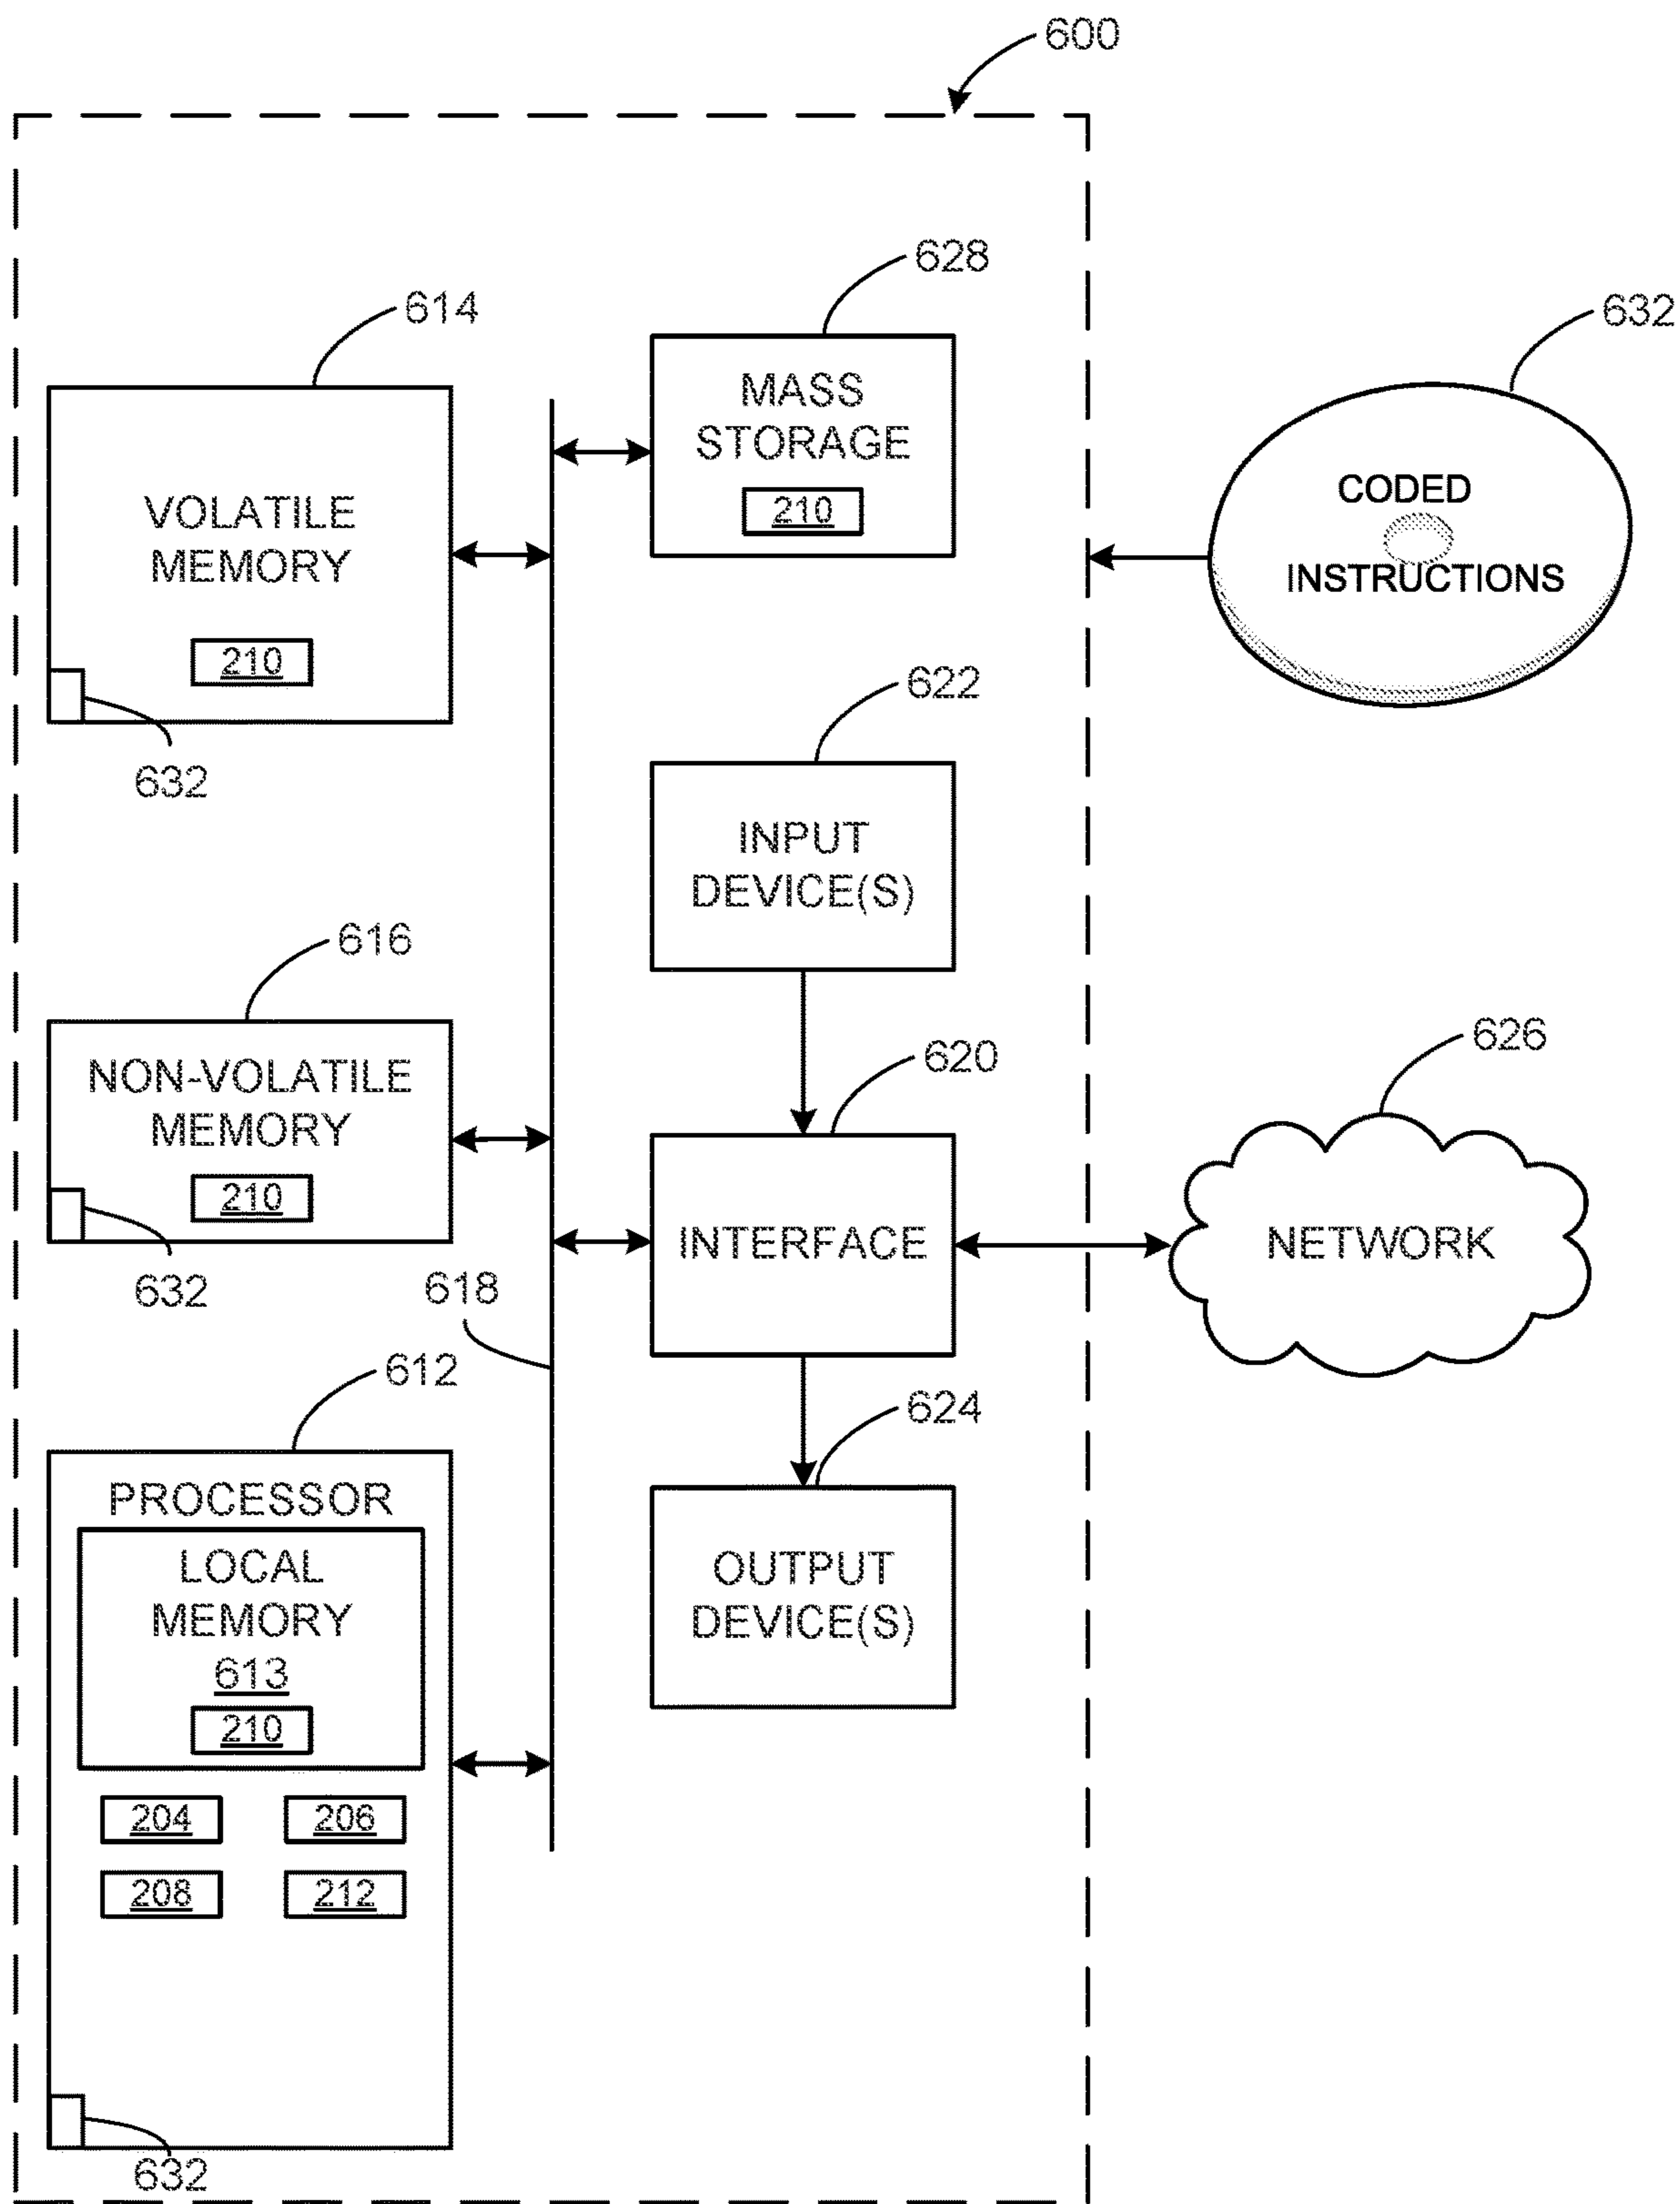 600
628
614
632
MASS
STORAGE
210
VOLATILE
MEMORY
210
632
CODED
INSTRUCTIONS
622
INPUT
DEVICE(S)
616
NON-VOLATILE
MEMORY
210
632
620
626
INTERFACE
NETWORK
618
612
624
PROCESSOR
LOCAL
MEMORY
613
210
OUTPUT
DEVICE(S)
204
206
208
212
632